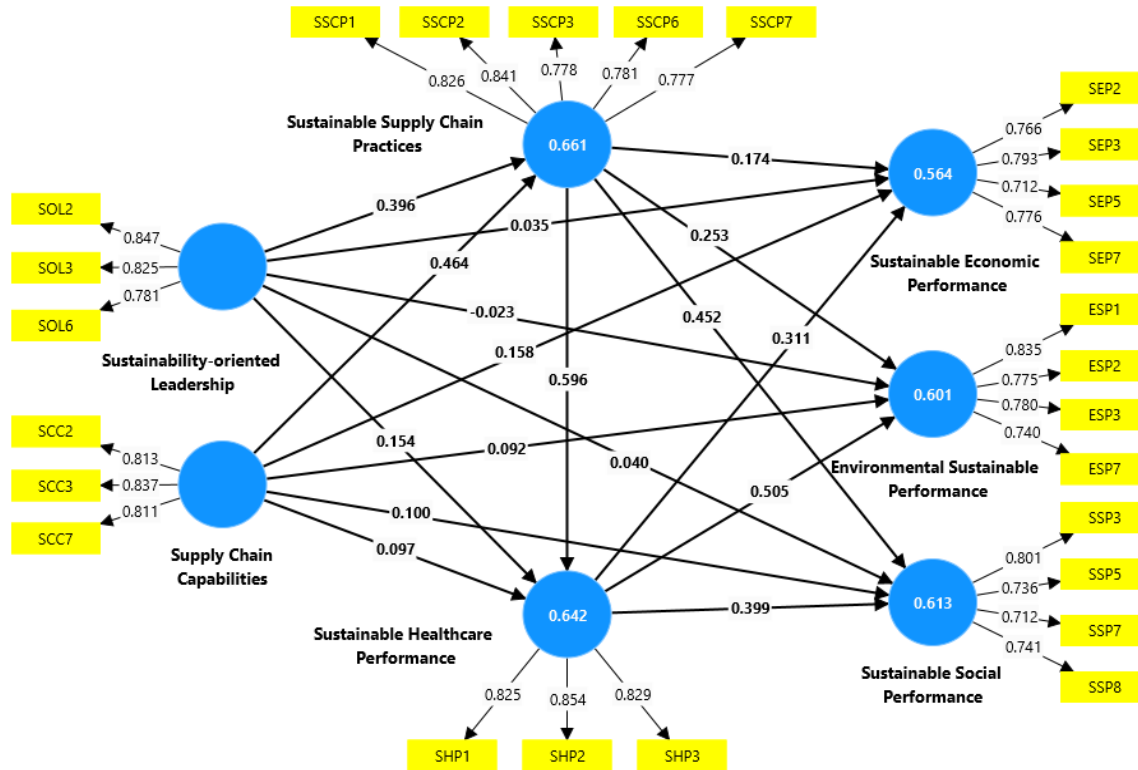 SSCP1 SSCP2 SSCP3 SSCP6 SSCP7
0.826 0.841 0.778 0.781 0.777
Sustainable Supply Chain
Practices
0.661
SEP2
0.766
SEP3
0.793
0.712
SEP5
0.776
SEP7
0.564
Sustainable Economic
Performance
SOL2
0.847
SOL3
0.825
0.781
SOL6
Sustainability-oriented
Leadership
0.396
0.174
0.035
0.464
0.253
-0.023
0.452
0.158
0.311
0.596
0.154
0.092
0.040
0.505
0.100
0.097
0.399
ESP1
0.835
ESP2
0.775
0.780
ESP3
0.740
ESP7
0.601
Environmental Sustainable
Performance
SCC2
0.813
SCC3
0.837
0.811
SCC7
Supply Chain
Capabilities
SSP3
0.801
SSP5
0.736
0.712
SSP7
0.741
SSP8
0.613
Sustainable Social
Performance
0.642
Sustainable Healthcare
Performance
0.825 0.854 0.829
SHP1 SHP2 SHP3